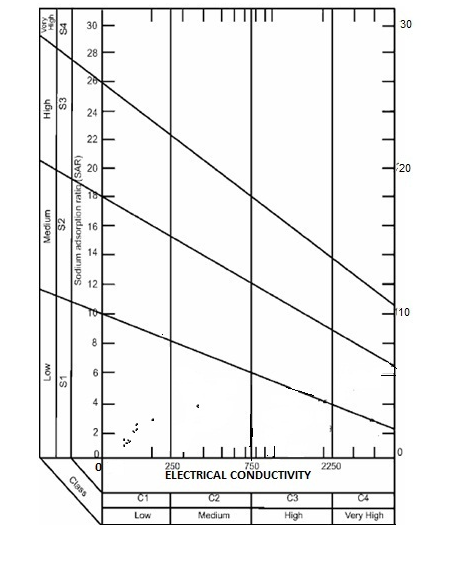 Very High
S4
High
S3
Medium
S2
Low
S1
Sodium adsorption ratio (SAR)
30
28
26
24
22
20
18
16
14
12
10
8
6
4
2
0
30
20
10
0
0 250 750 2250
ELECTRICAL CONDUCTIVITY
Class
C1 C2 C3 C4
Low Medium High Very High